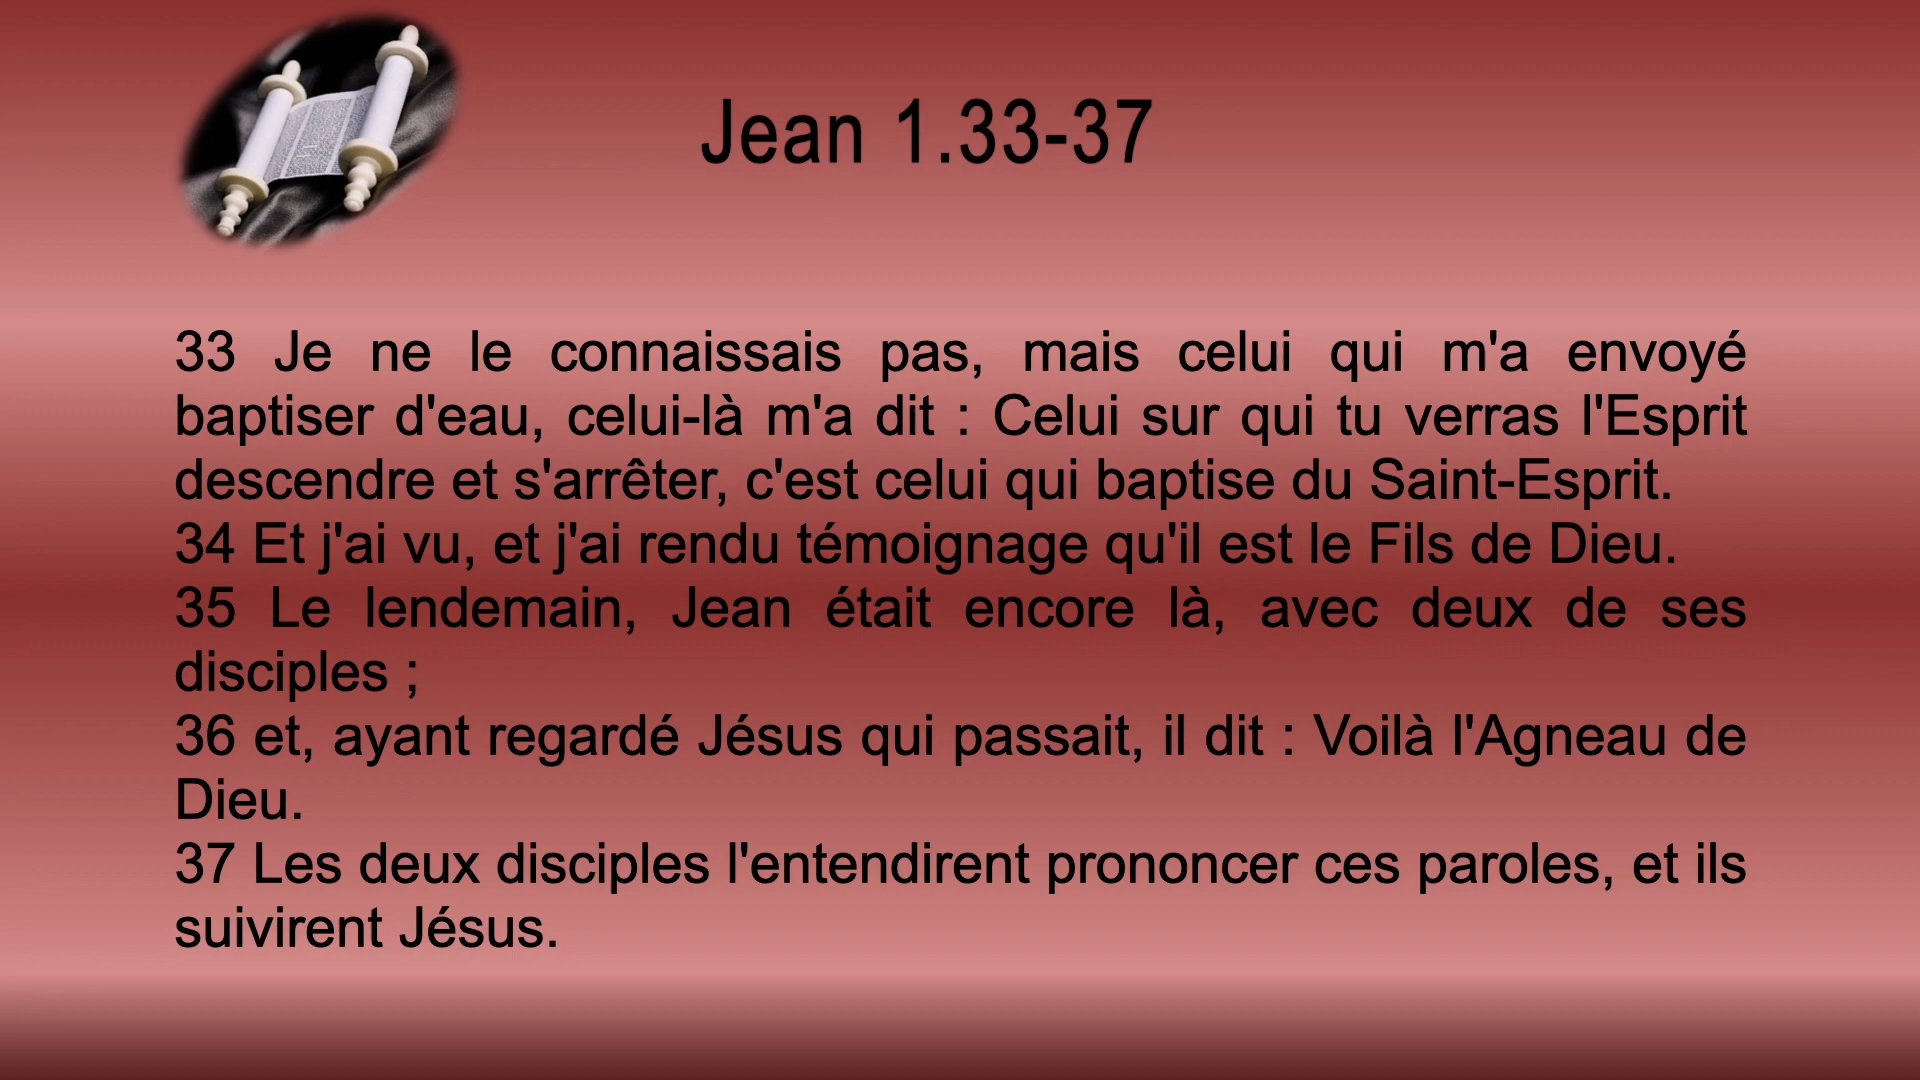 Jean 1.33-37
33 Je ne le connaissais pas, mais celui qui m'a envoyé
baptiser d'eau, celui-là m'a dit : Celui sur qui tu verras l'Esprit
descendre et s'arrêter, c'est celui qui baptise du Saint-Esprit.
34 Et j'ai vu, et j'ai rendu témoignage qu'il est le Fils de Dieu.
35 Le lendemain, Jean était encore là, avec deux de ses
disciples ;
36 et, ayant regardé Jésus qui passait, il dit : Voilà l'Agneau de
Dieu.
37 Les deux disciples l'entendirent prononcer ces paroles, et ils
suivirent Jésus.